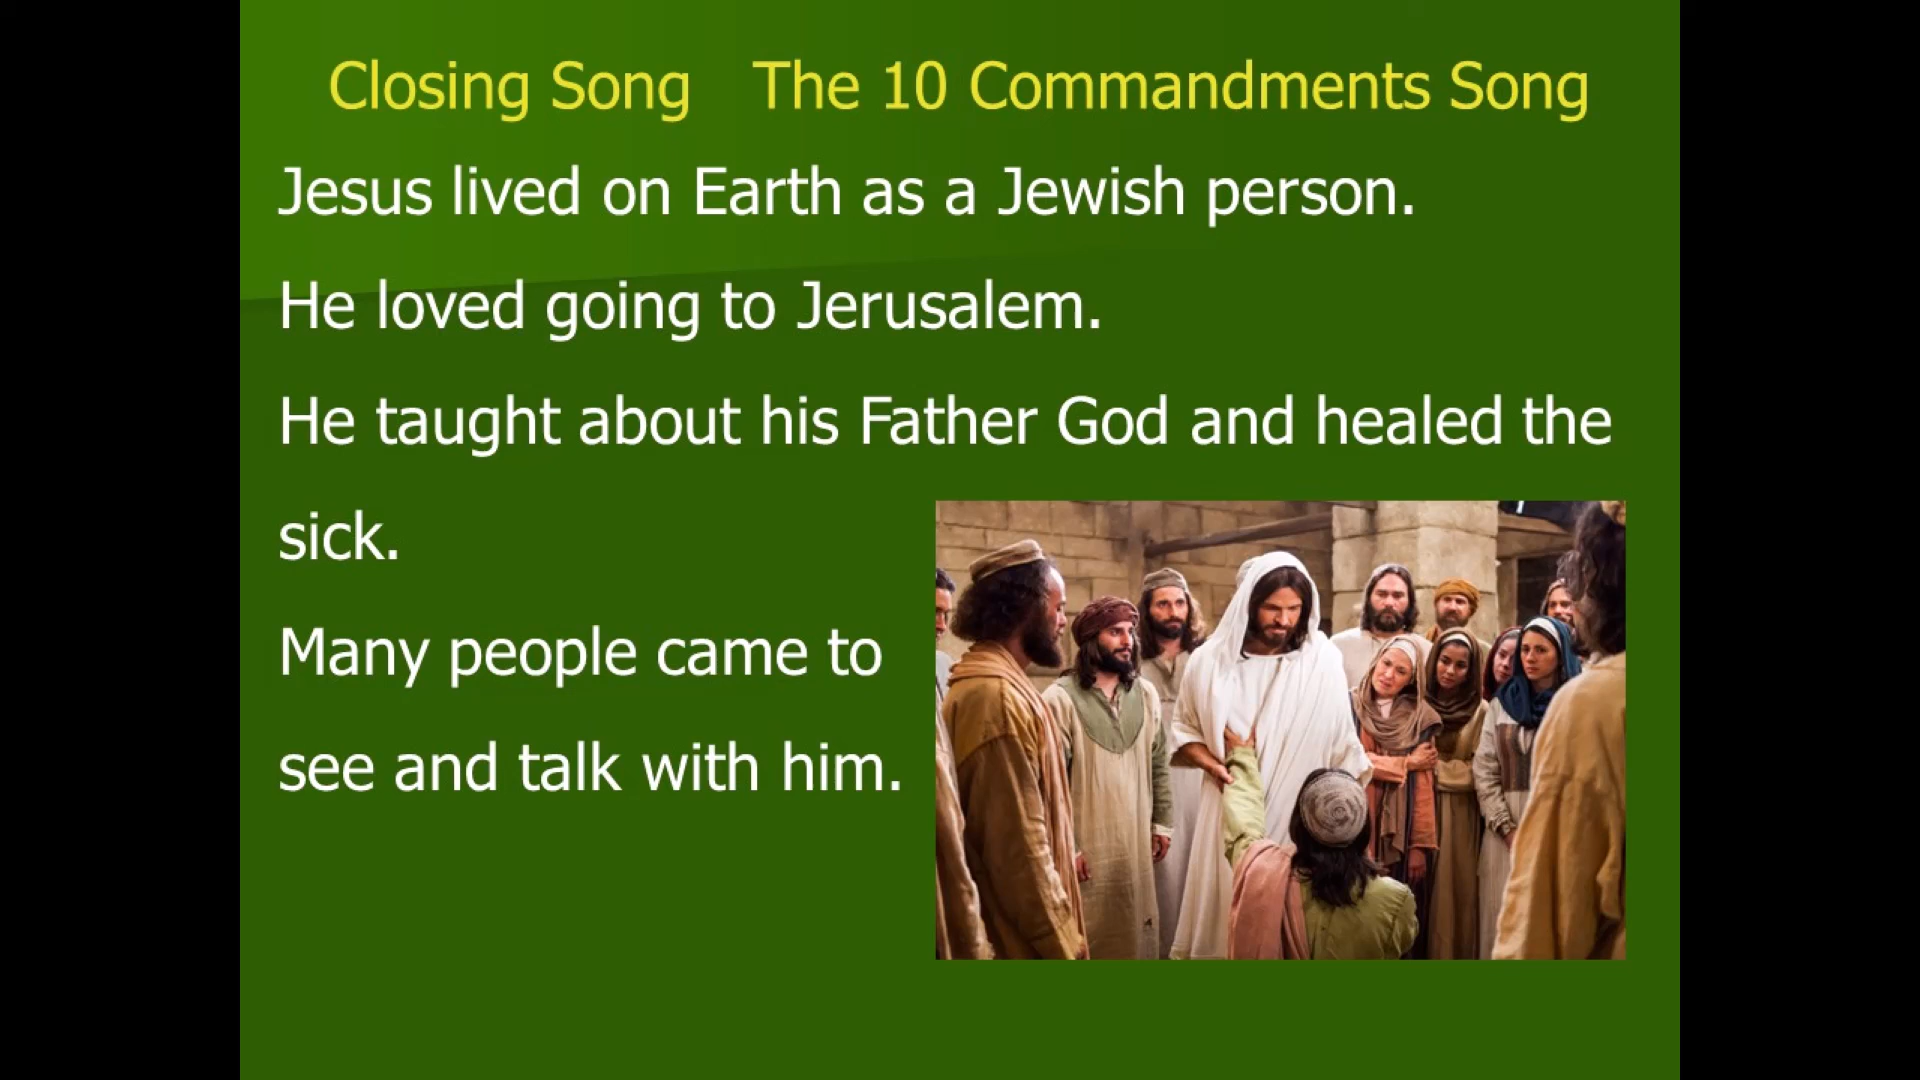 Closing Song The 10 Commandments Song
Jesus lived on Earth as a Jewish person.
He loved going to Jerusalem.
He taught about his Father God and healed the
sick.
Many people came to
see and talk with him.